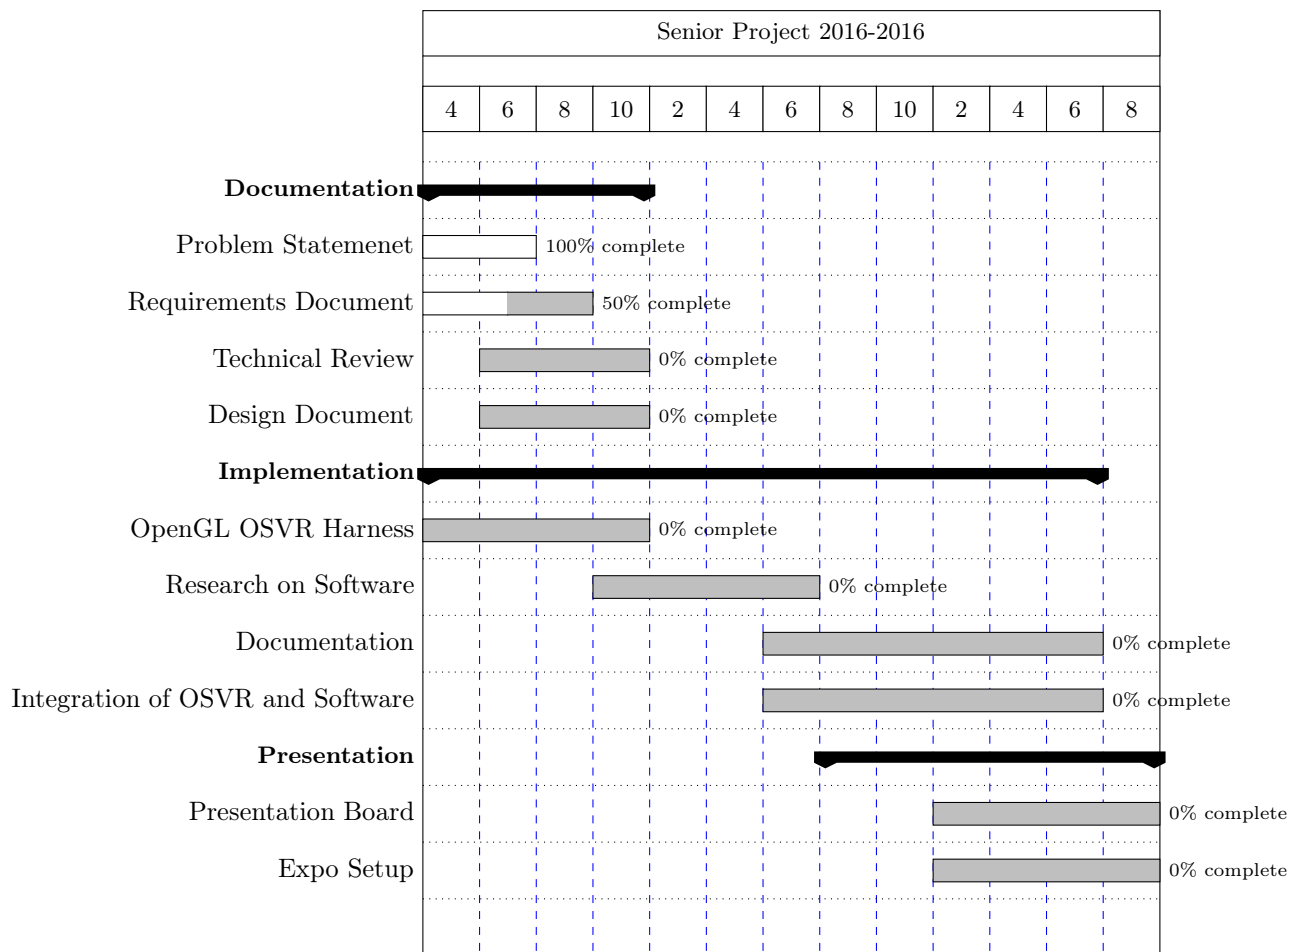 Senior Project 2016-2016
4 6 8 10 2 4 6 8 10 2 4 6 8
Documentation
Problem Statemenet 100% complete
Requirements Document 50% complete
Technical Review 0% complete
Design Document 0% complete
Implementation
OpenGL OSVR Harness 0% complete
Research on Software 0% complete
Documentation 0% complete
Integration of OSVR and Software 0% complete
Presentation
Presentation Board 0% complete
Expo Setup 0% complete